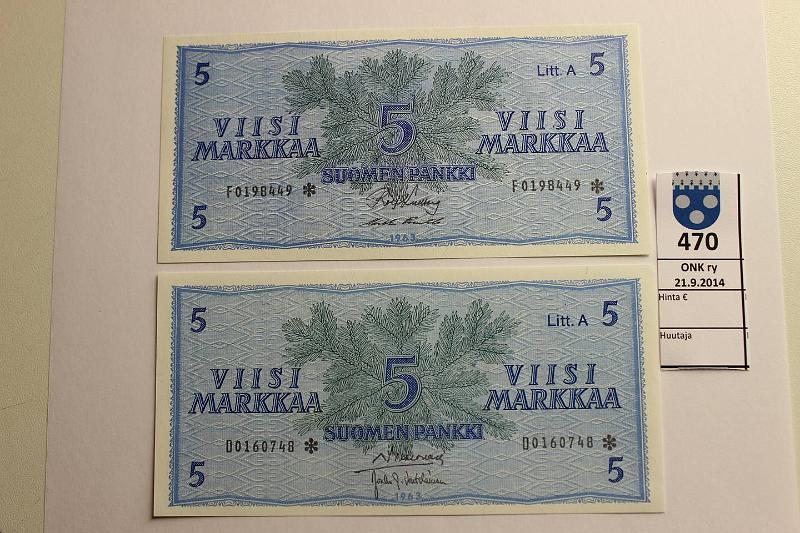 5 Litt. A 5
5
VIISI VIISI
MARKKAA MARKKAA
SUOMEN PANKKI
F0198449 * F0198449 *
5 5
1963
5 Litt. A 5
5
VIISI VIISI
MARKKAA MARKKAA
SUOMEN PANKKI
D0160748 * D0160748 *
5 5
1963
470
ONK ry
21.9.2014
Hinta €
Huutaja